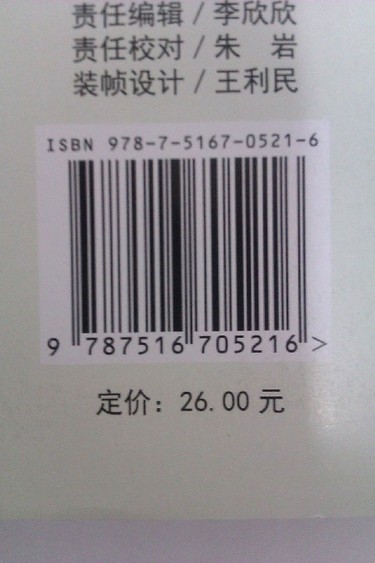 责任编辑 / 李欣欣
责任校对 / 朱　岩
装帧设计 / 王利民
ISBN 978-7-5167-0521-6
9 787516 705216 >
定价: 26.00 元